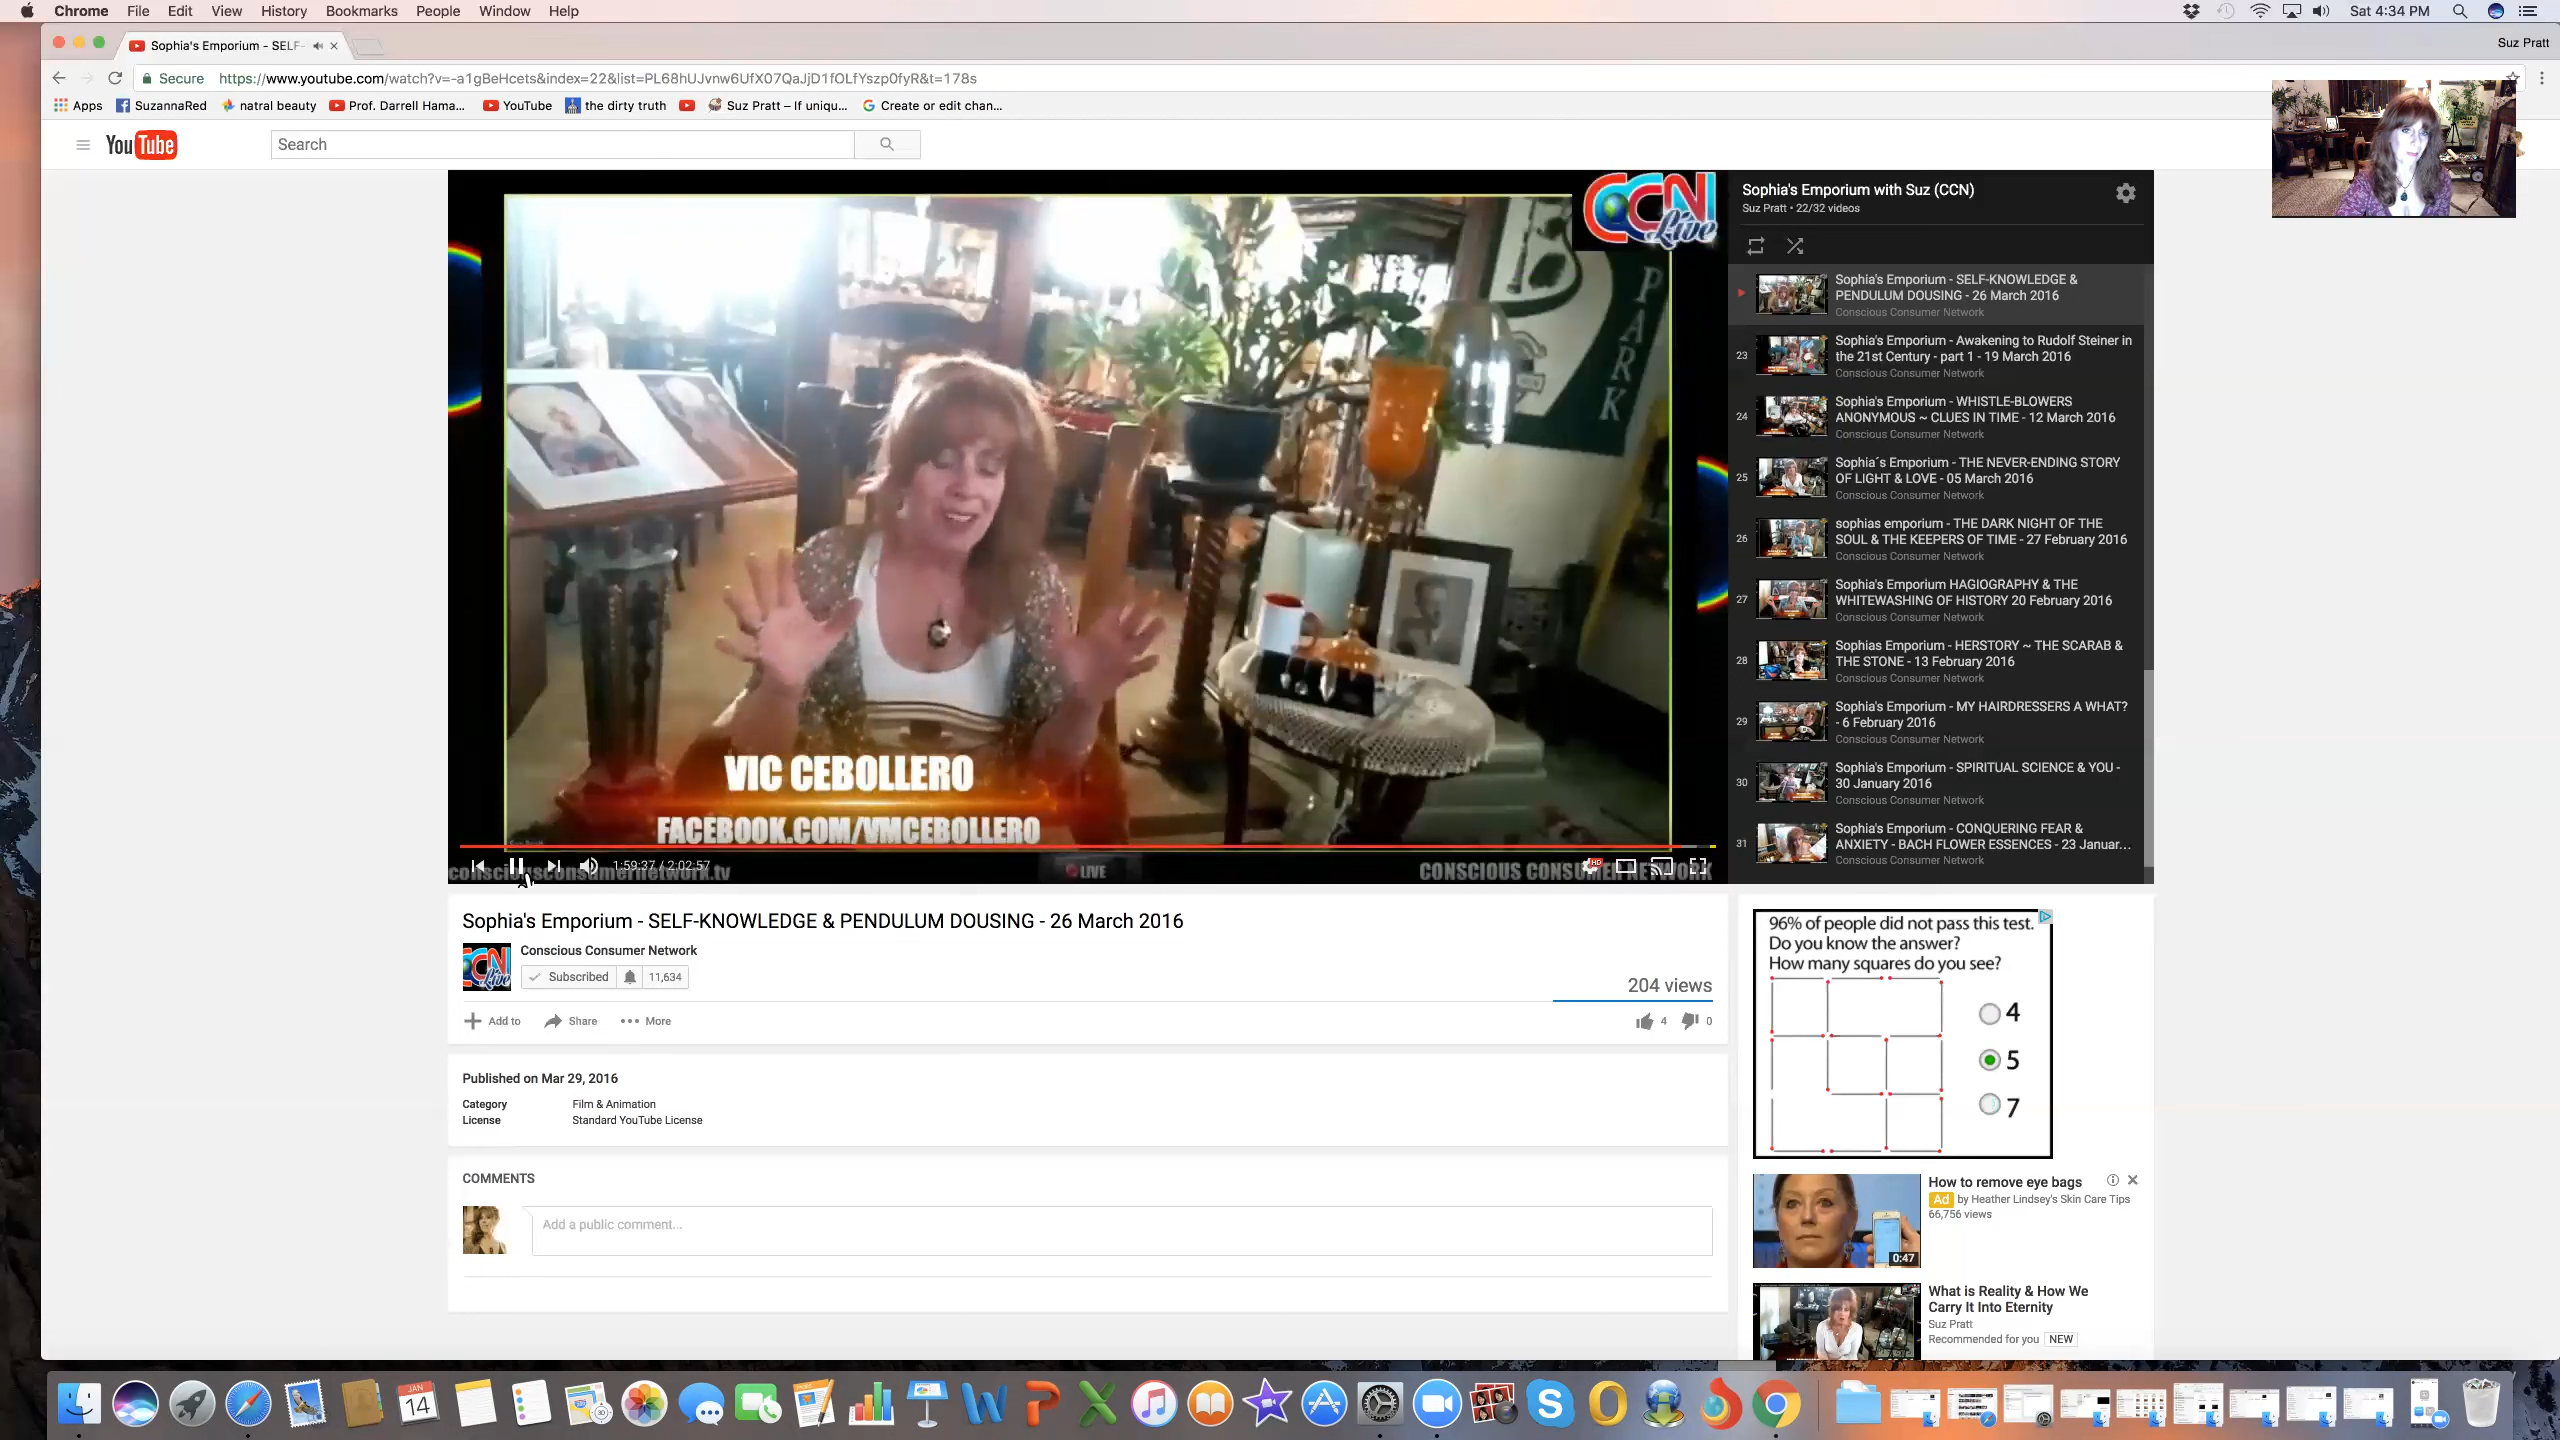 Chrome File Edit View History Bookmarks People Window Help
Sat 4:34 PM
Sophia's Emporium - SELF-
Suz Pratt
Secure https://www.youtube.com/watch?v=-a1gBeHcets&index=22&list=PL68hUJvnw6UfX07QaJjD1fOLfYszp0fyR&t=178s
Apps SuzannaRed natral beauty Prof. Darrell Hama... YouTube the dirty truth Suz Pratt – If uniqu... Create or edit chan...
YouTube
Search
CCN
Live
PARK
VIC CEBOLLERO
FACEBOOK.COM/VMCEBOLLERO
1:59:37 / 2:02:57
HD
consciousconsumernetwork.tv
LIVE
CONSCIOUS CONSUMER NETWORK
Sophia's Emporium with Suz (CCN)
Suz Pratt • 22/32 videos
Sophia's Emporium - SELF-KNOWLEDGE &
PENDULUM DOUSING - 26 March 2016
Conscious Consumer Network
23
Sophia's Emporium - Awakening to Rudolf Steiner in
the 21st Century - part 1 - 19 March 2016
Conscious Consumer Network
24
Sophia's Emporium - WHISTLE-BLOWERS
ANONYMOUS ~ CLUES IN TIME - 12 March 2016
Conscious Consumer Network
25
Sophia´s Emporium - THE NEVER-ENDING STORY
OF LIGHT & LOVE - 05 March 2016
Conscious Consumer Network
26
sophias emporium - THE DARK NIGHT OF THE
SOUL & THE KEEPERS OF TIME - 27 February 2016
Conscious Consumer Network
27
Sophia's Emporium HAGIOGRAPHY & THE
WHITEWASHING OF HISTORY 20 February 2016
Conscious Consumer Network
28
Sophias Emporium - HERSTORY ~ THE SCARAB &
THE STONE - 13 February 2016
Conscious Consumer Network
29
Sophia's Emporium - MY HAIRDRESSERS A WHAT?
- 6 February 2016
Conscious Consumer Network
30
Sophia's Emporium - SPIRITUAL SCIENCE & YOU -
30 January 2016
Conscious Consumer Network
31
Sophia's Emporium - CONQUERING FEAR &
ANXIETY - BACH FLOWER ESSENCES - 23 Januar...
Conscious Consumer Network
Sophia's Emporium - SELF-KNOWLEDGE & PENDULUM DOUSING - 26 March 2016
CCN
Live
Conscious Consumer Network
Subscribed 11,634
204 views
Add to Share More
4 0
Published on Mar 29, 2016
Category Film & Animation
License Standard YouTube License
COMMENTS
Add a public comment...
96% of people did not pass this test.
Do you know the answer?
How many squares do you see?
4
5
7
How to remove eye bags
Ad by Heather Lindsey's Skin Care Tips
66,756 views
0:47
What is Reality & How We
Carry It Into Eternity
Suz Pratt
Recommended for you NEW
JAN
14